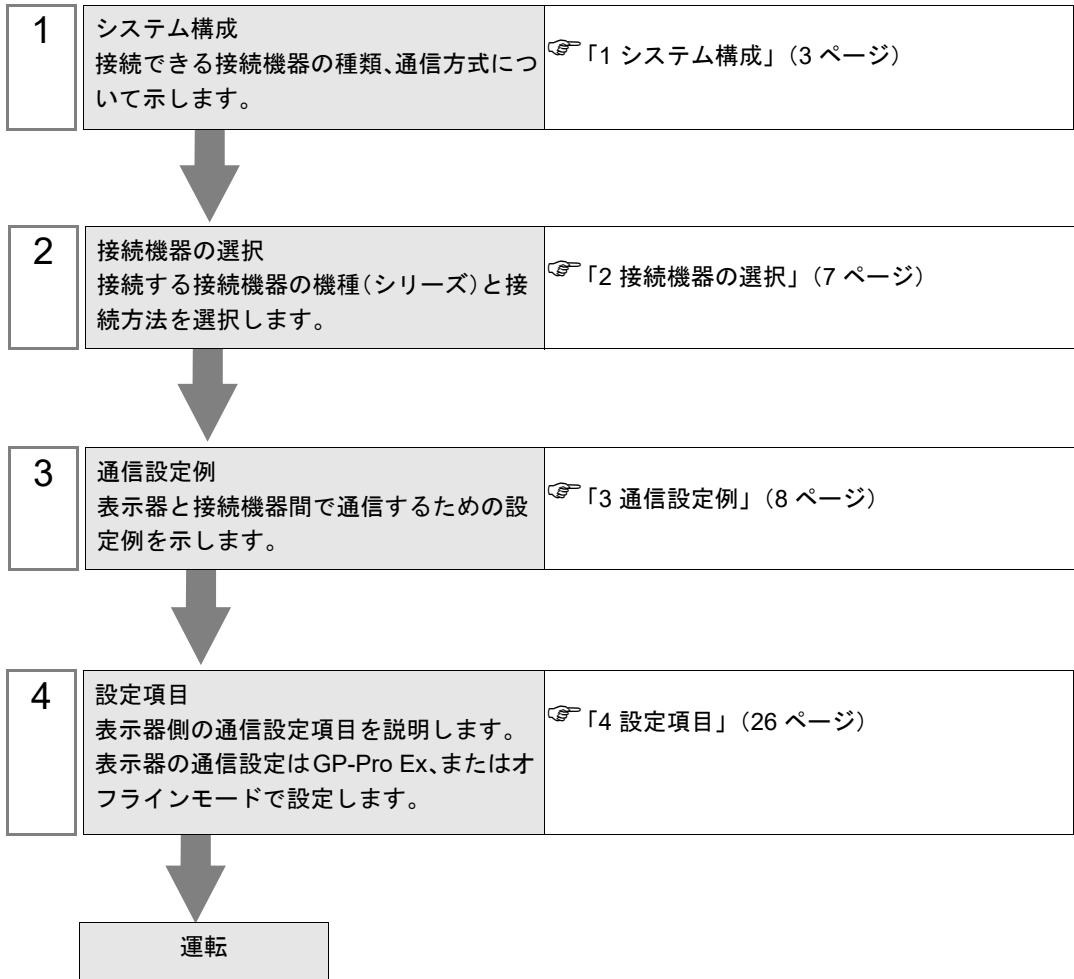 1
システム構成
接続できる接続機器の種類、通信方式につ
いて示します。
「1 システム構成」（3 ページ）
2
接続機器の選択
接続する接続機器の機種（シリーズ）と接
続方法を選択します。
「2 接続機器の選択」（7 ページ）
3
通信設定例
表示器と接続機器間で通信するための設
定例を示します。
「3 通信設定例」（8 ページ）
4
設定項目
表示器側の通信設定項目を説明します。
表示器の通信設定はGP-Pro Ex、またはオ
フラインモードで設定します。
「4 設定項目」（26 ページ）
運転